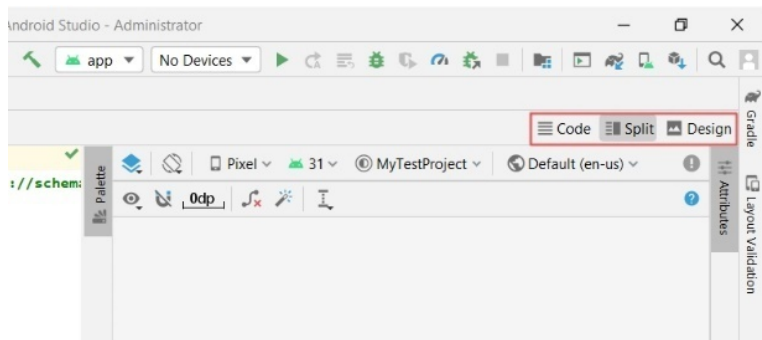 Android Studio - Administrator
app No Devices
Code Split Design
Pixel 31 MyTestProject Default (en-us)
://schema
0dp
Palette
Attributes
Gradle
Layout Validation